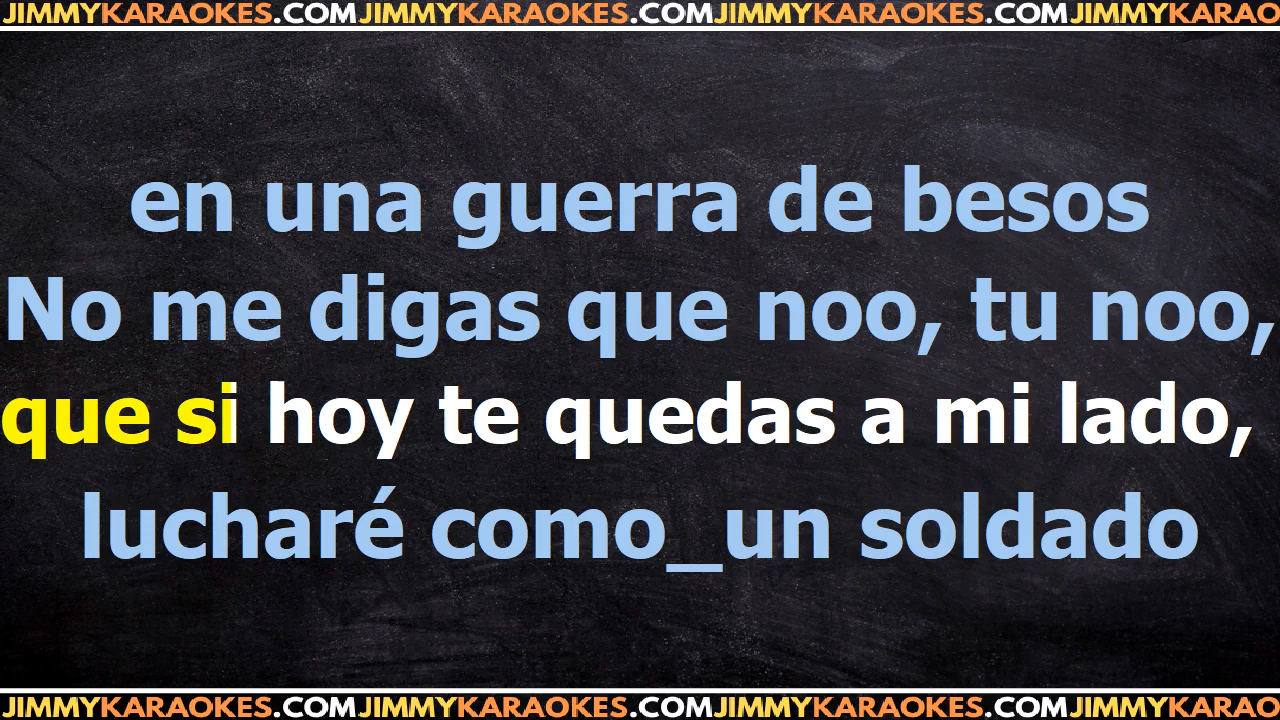 JIMMYKARAOKES.COMJIMMYKARAOKES.COMJIMMYKARAOKES.COMJIMMYKARAO
en una guerra de besos
No me digas que noo, tu noo,
que si hoy te quedas a mi lado,
lucharé como_un soldado
JIMMYKARAOKES.COMJIMMYKARAOKES.COMJIMMYKARAOKES.COMJIMMYKARAO